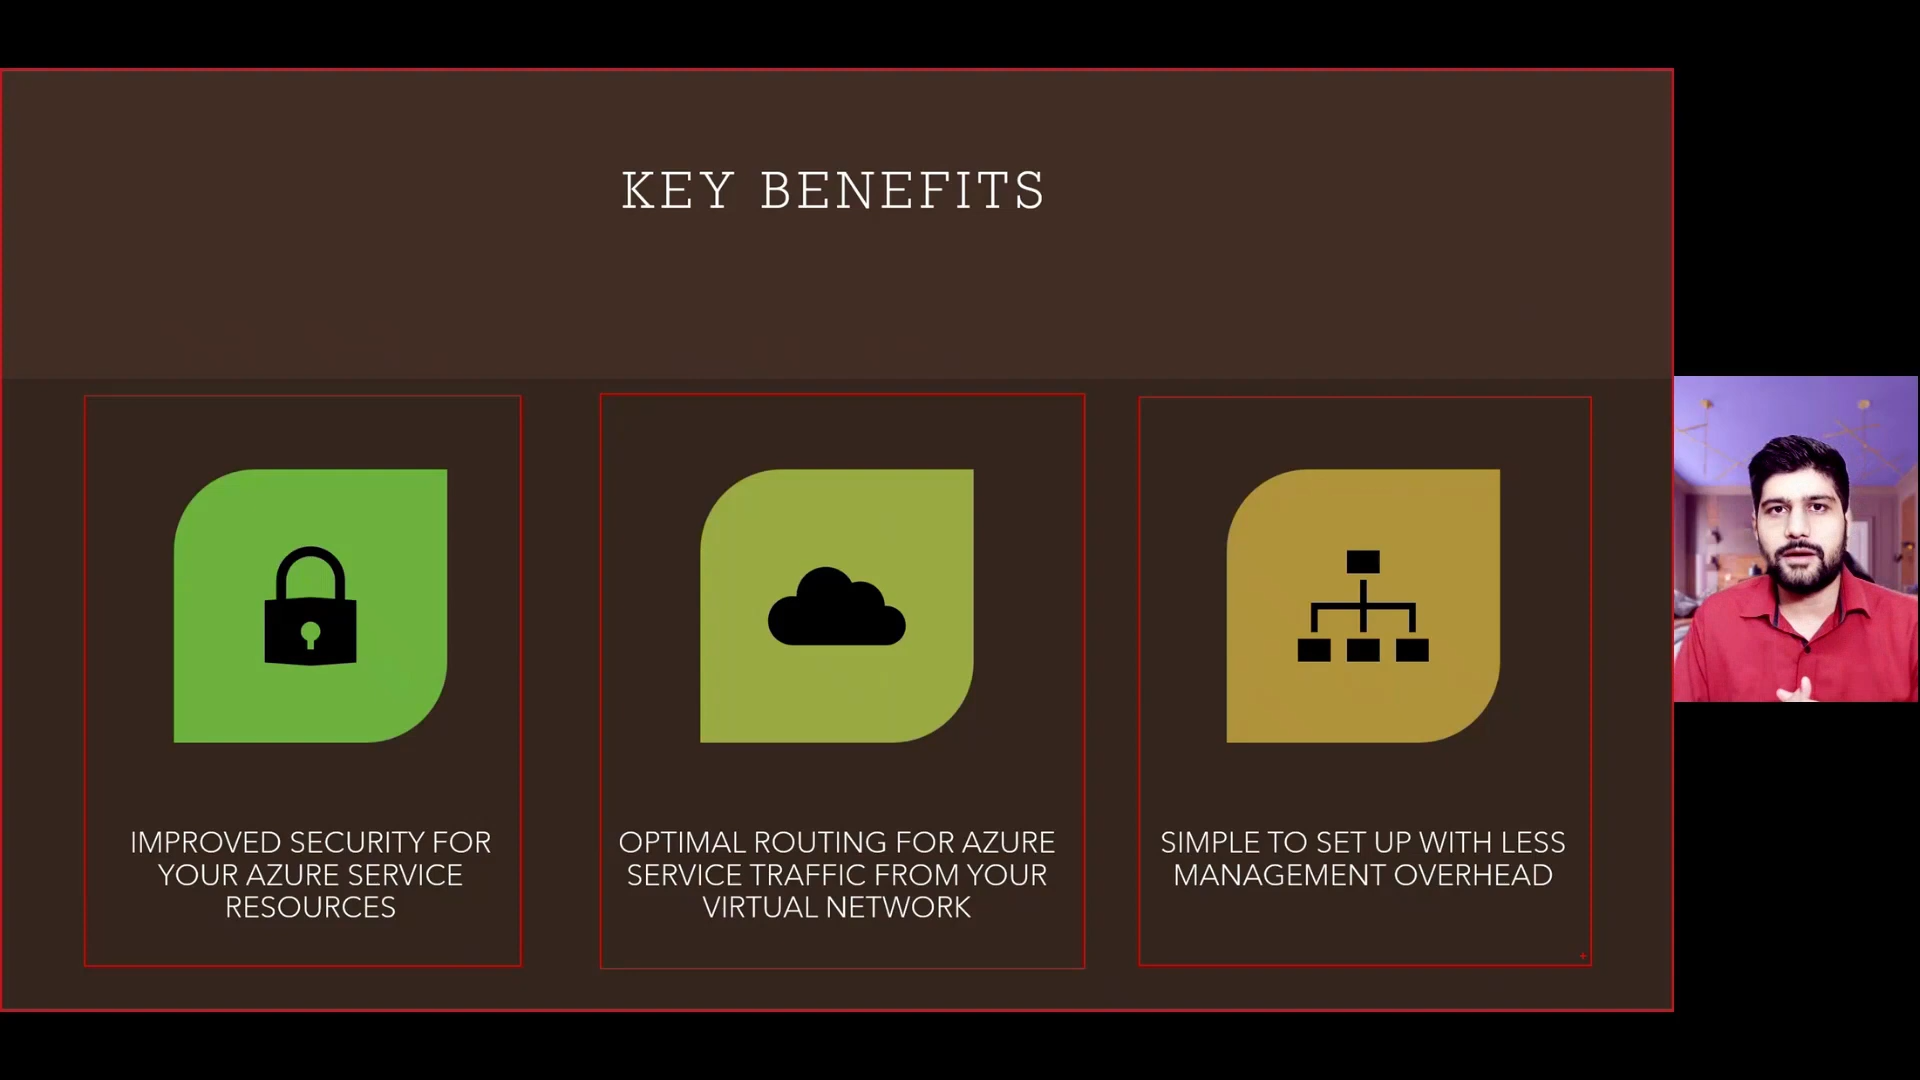 KEY BENEFITS
IMPROVED SECURITY FOR
YOUR AZURE SERVICE
RESOURCES
OPTIMAL ROUTING FOR AZURE
SERVICE TRAFFIC FROM YOUR
VIRTUAL NETWORK
SIMPLE TO SET UP WITH LESS
MANAGEMENT OVERHEAD